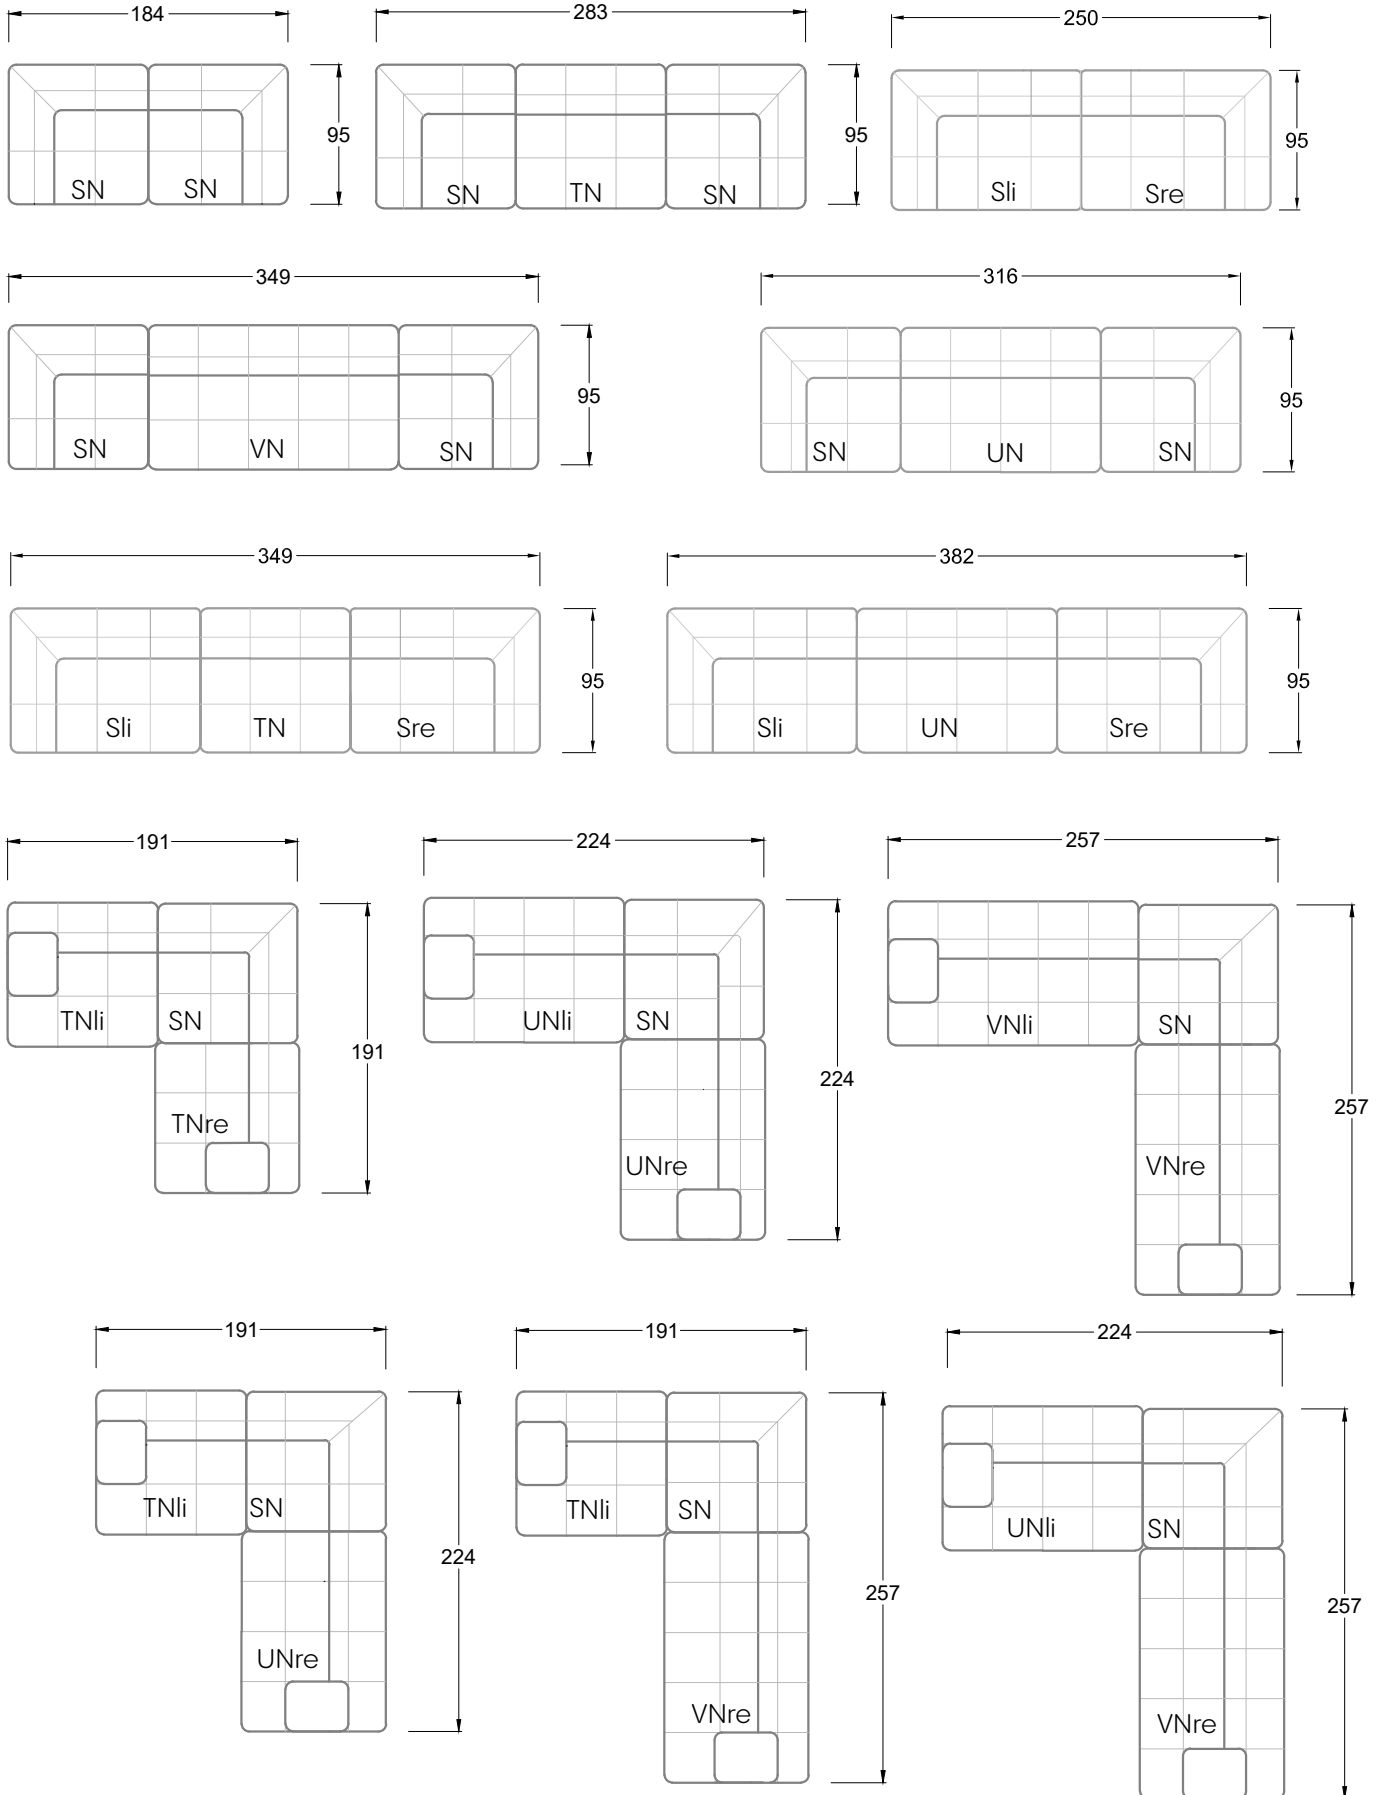 184
283
250
95
95
95
SN SN
SN TN SN
Sli Sre
349
316
95
95
SN VN SN
SN UN SN
349
382
95
95
Sli TN Sre
Sli UN Sre
191
224
257
TNli SN
UNli SN
VNli SN
191
224
257
TNre
UNre
VNre
191
191
224
TNli SN
TNli SN
UNli SN
224
257
257
UNre
VNre
VNre